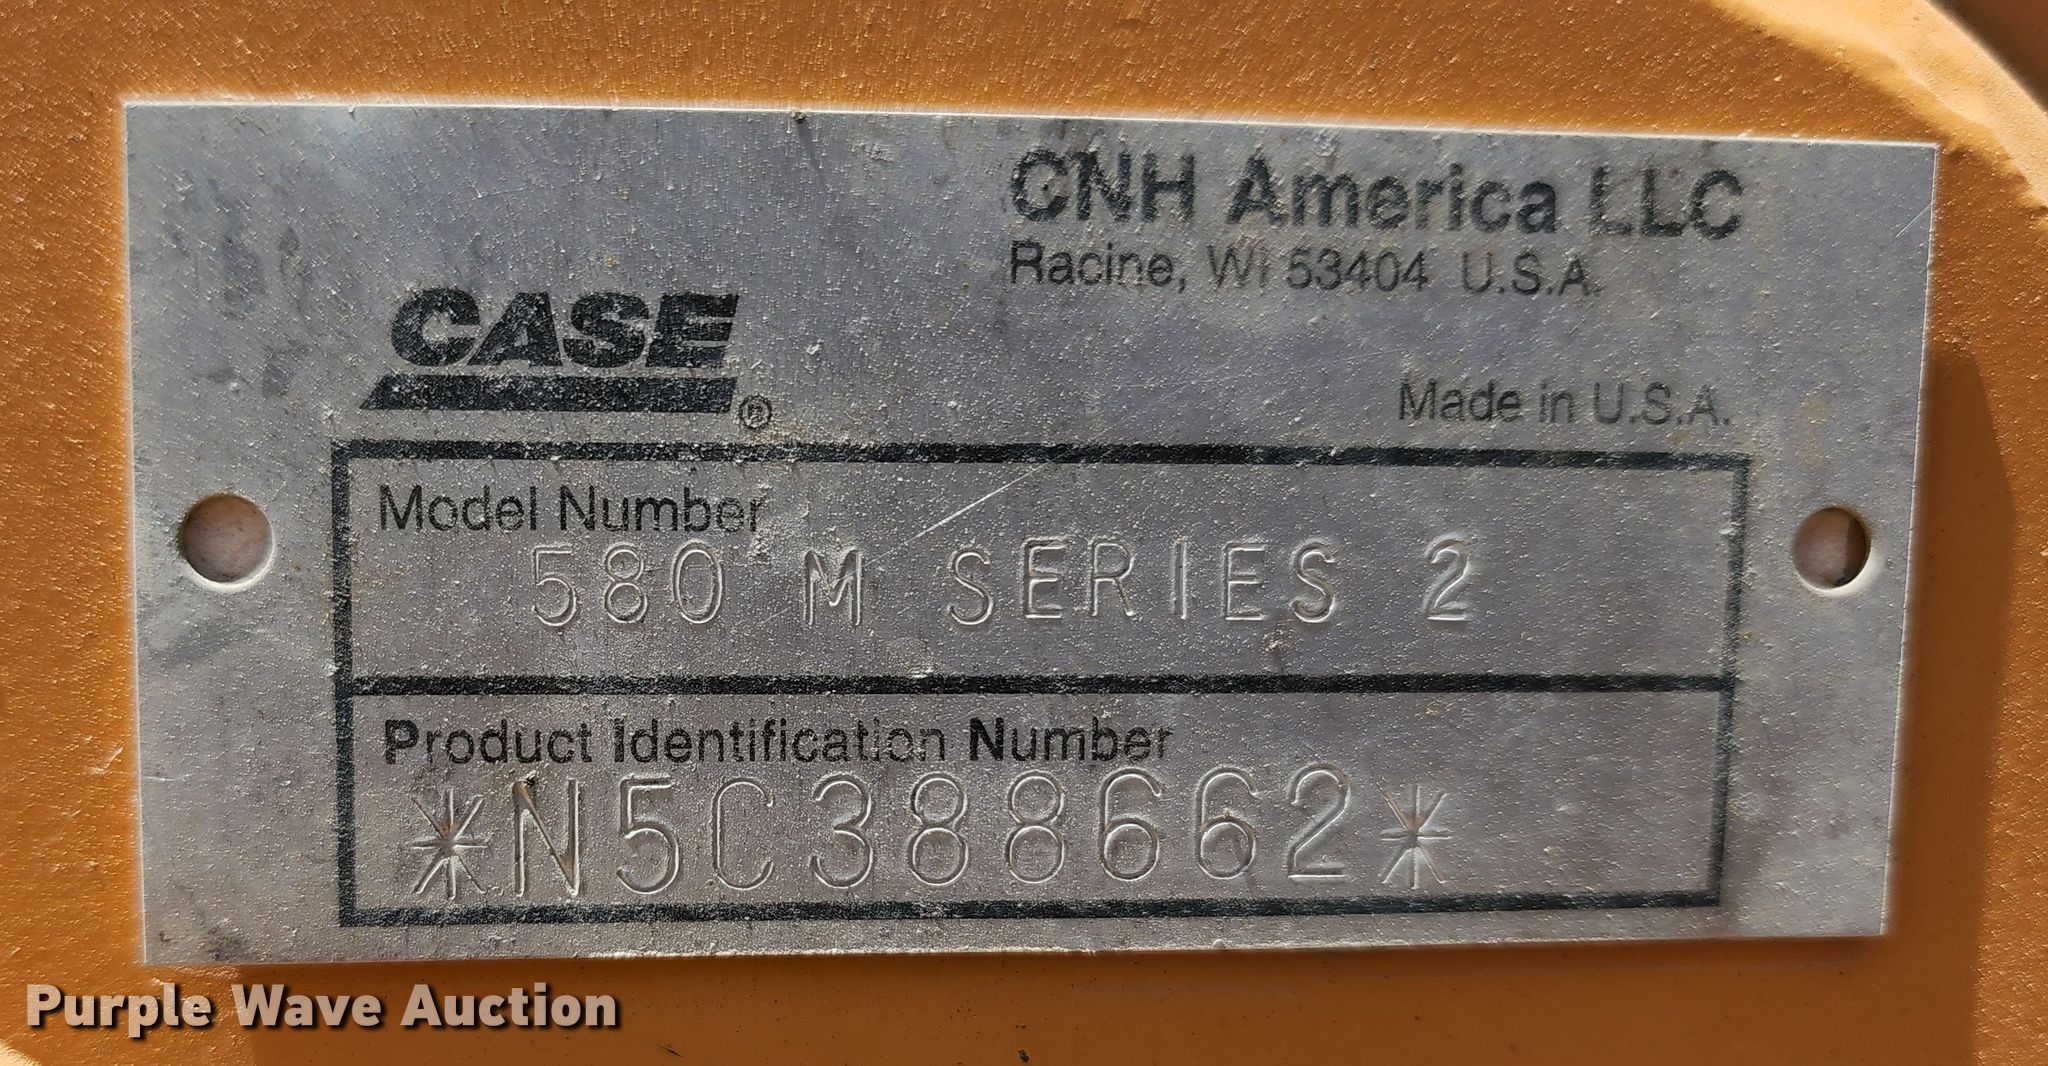 CNH America LLC
Racine, WI 53404 U.S.A.
CASE®
Made in U.S.A.
Model Number
580 M SERIES 2
Product Identification Number
*N5C388662*
Purple Wave Auction